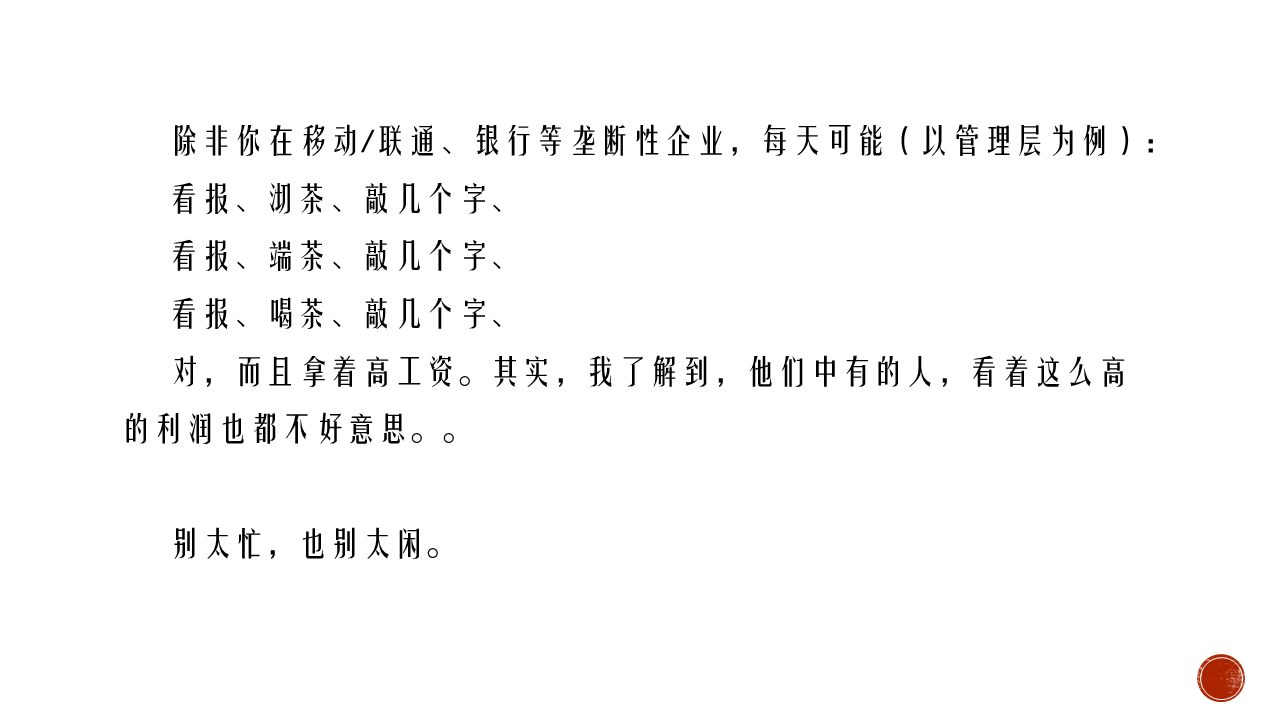 除非你在移动/联通、银行等垄断性企业，每天可能（以管理层为例）：
看报、沏茶、敲几个字、
看报、端茶、敲几个字、
看报、喝茶、敲几个字、
对，而且拿着高工资。其实，我了解到，他们中有的人，看着这么高
的利润也都不好意思。。
别太忙，也别太闲。